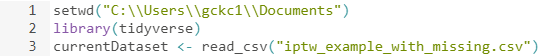 1 setwd("C:\\Users\\gckc1\\Documents")
2 library(tidyverse)
3 currentDataset <- read_csv("iptw_example_with_missing.csv")